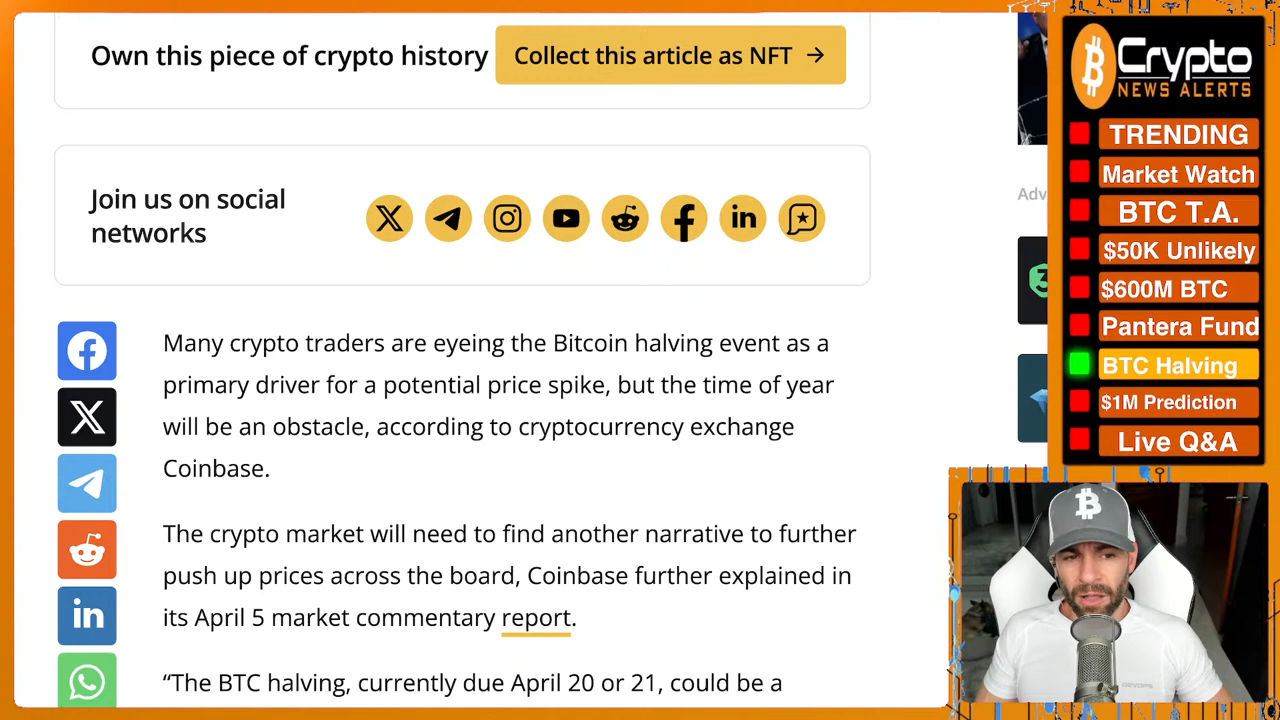 Own this piece of crypto history
Collect this article as NFT →
Join us on social
networks
Adv
Many crypto traders are eyeing the Bitcoin halving event as a
primary driver for a potential price spike, but the time of year
will be an obstacle, according to cryptocurrency exchange
Coinbase.
The crypto market will need to find another narrative to further
push up prices across the board, Coinbase further explained in
its April 5 market commentary report.
“The BTC halving, currently due April 20 or 21, could be a
Crypto
NEWS ALERTS
TRENDING
Market Watch
BTC T.A.
$50K Unlikely
$600M BTC
Pantera Fund
BTC Halving
$1M Prediction
Live Q&A